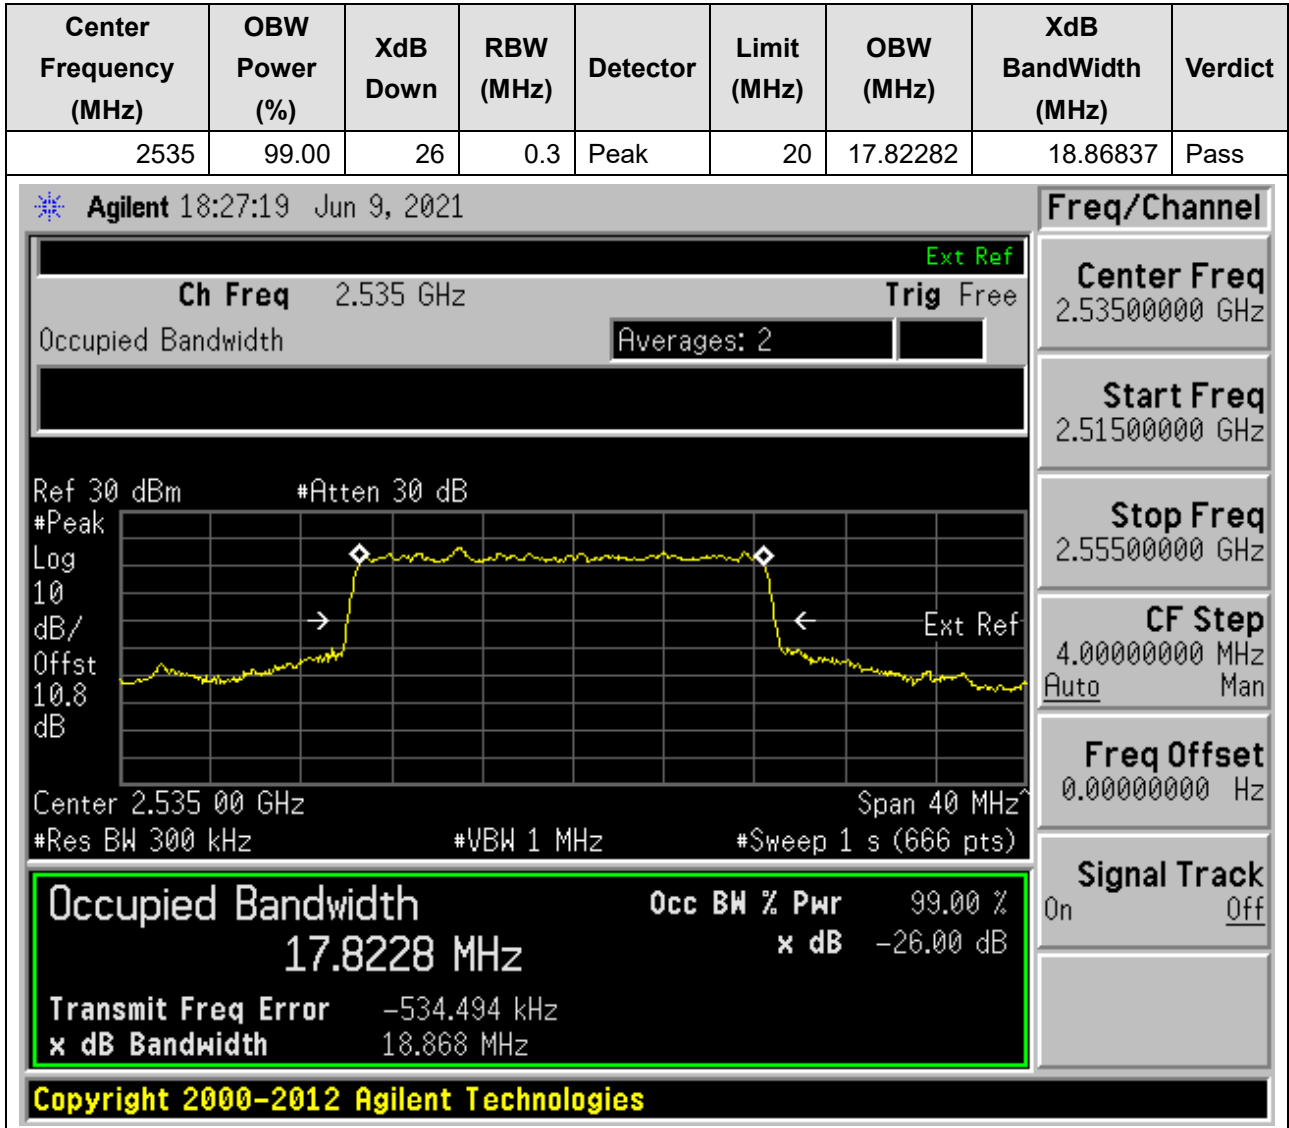 Center Frequency (MHz) OBW Power (%) XdB Down RBW (MHz) Detector Limit (MHz) OBW (MHz) XdB BandWidth (MHz) Verdict
2535 99.00 26 0.3 Peak 20 17.82282 18.86837 Pass
Agilent 18:27:19 Jun 9, 2021
Freq/Channel
Ext Ref
Ch Freq 2.535 GHz Trig Free
Occupied Bandwidth Averages: 2
Center Freq
2.53500000 GHz
Start Freq
2.51500000 GHz
Stop Freq
2.55500000 GHz
CF Step
4.00000000 MHz
Auto Man
Freq Offset
0.00000000 Hz
Signal Track
On Off
Ref 30 dBm #Atten 30 dB
#Peak
Log
10
dB/
Offst
10.8
dB
Ext Ref
Center 2.535 00 GHz Span 40 MHz^
#Res BW 300 kHz #VBW 1 MHz #Sweep 1 s (666 pts)
Occupied Bandwidth Occ BW % Pwr 99.00 %
17.8228 MHz x dB -26.00 dB
Transmit Freq Error -534.494 kHz
x dB Bandwidth 18.868 MHz
Copyright 2000-2012 Agilent Technologies